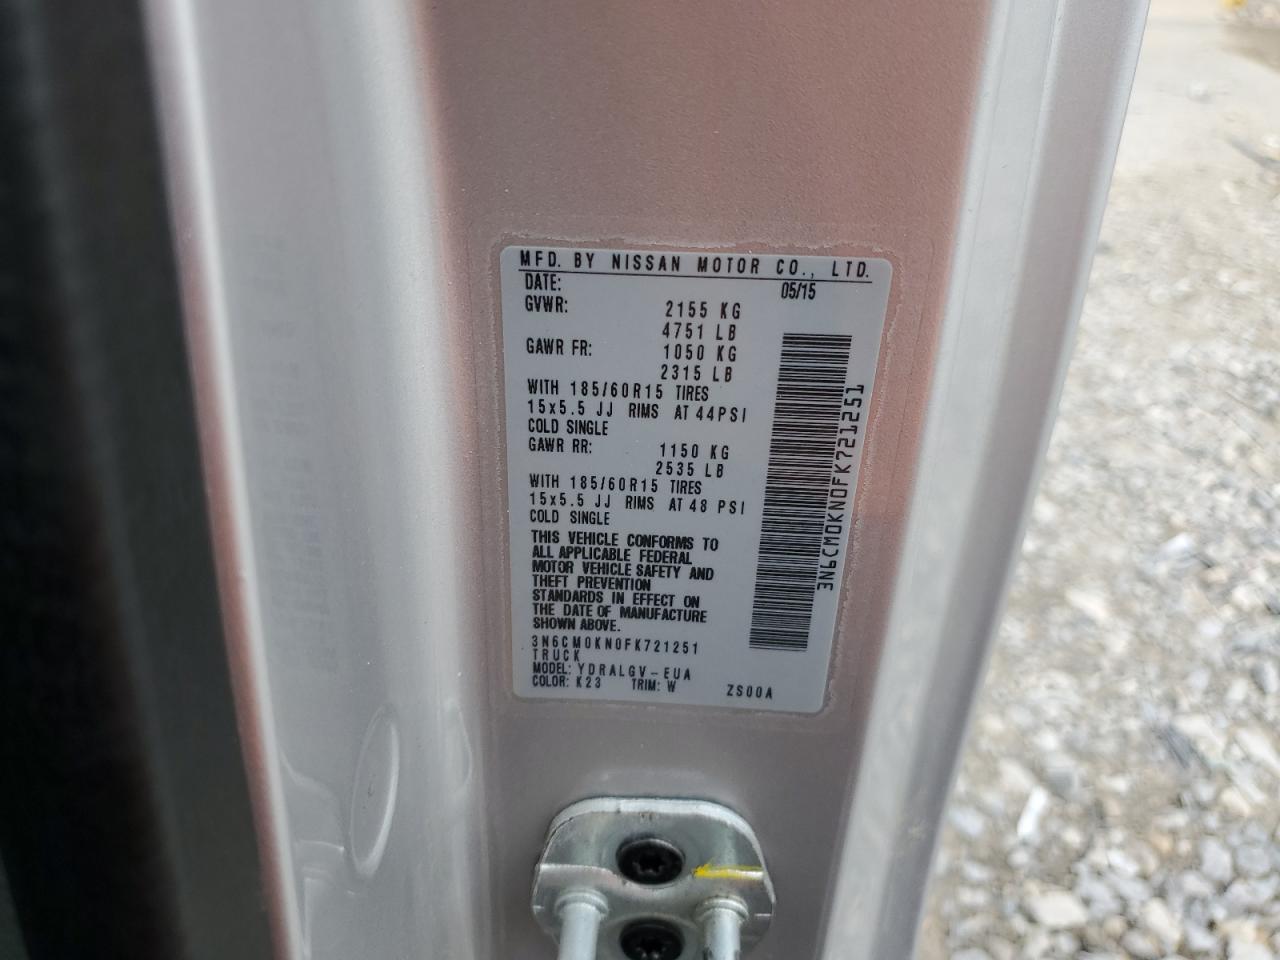 MFD. BY NISSAN MOTOR CO., LTD.
DATE: 05/15
GVWR: 2155 KG
4751 LB
GAWR FR: 1050 KG
2315 LB
WITH 185/60R15 TIRES
15x5.5 JJ RIMS AT 44PSI
COLD SINGLE
GAWR RR: 1150 KG
2535 LB
WITH 185/60R15 TIRES
15x5.5 JJ RIMS AT 48 PSI
COLD SINGLE
THIS VEHICLE CONFORMS TO
ALL APPLICABLE FEDERAL
MOTOR VEHICLE SAFETY AND
THEFT PREVENTION
STANDARDS IN EFFECT ON
THE DATE OF MANUFACTURE
SHOWN ABOVE.
3N6CM0KN0FK721251
TRUCK
MODEL: YDRALGV-EUA
COLOR: K23 TRIM: W ZS00A
3N6CM0KN0FK721251